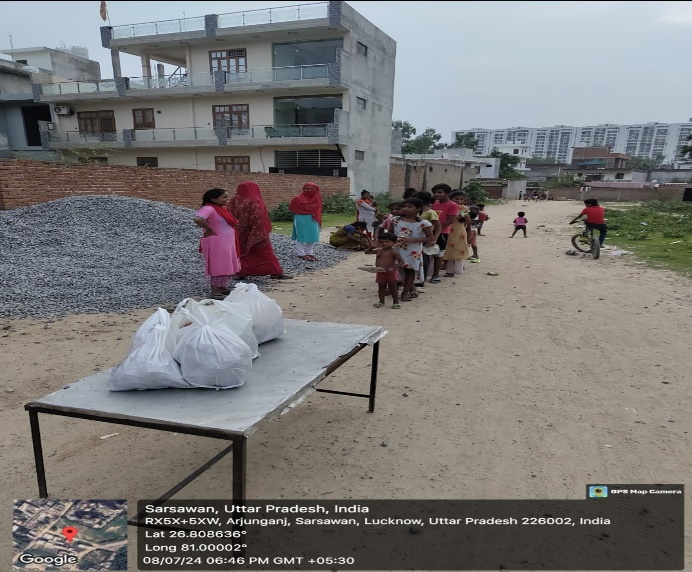 GPS Map Camera
Sarsawan, Uttar Pradesh, India
RX5X+5XW, Arjunganj, Sarsawan, Lucknow, Uttar Pradesh 226002, India
Lat 26.808636°
Long 81.00002°
08/07/24 06:46 PM GMT +05:30
Google